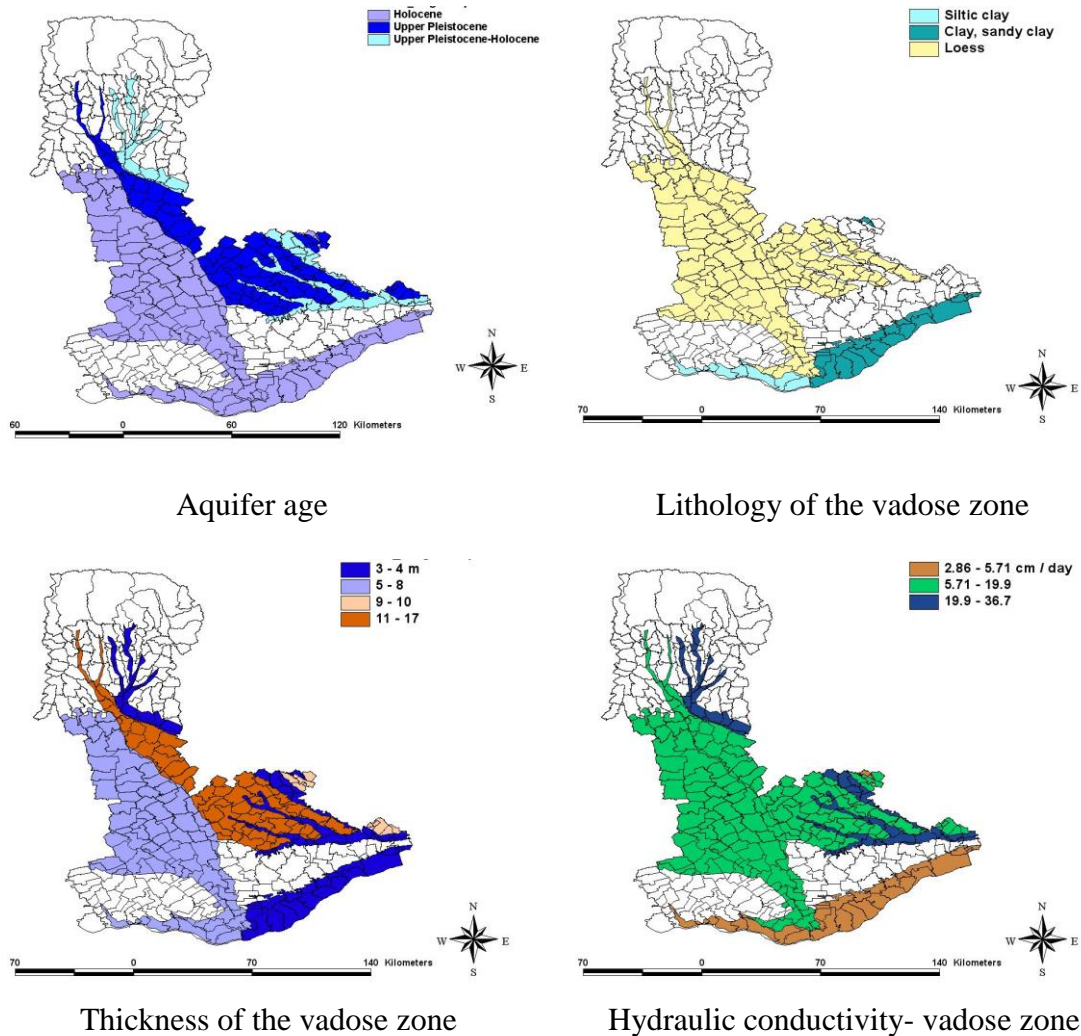 Holocene
Upper Pleistocene
Upper Pleistocene-Holocene
N
W E
S
60 0 60 120 Kilometers
Aquifer age
Siltic clay
Clay, sandy clay
Loess
N
W E
S
70 0 70 140 Kilometers
Lithology of the vadose zone
3 - 4 m
5 - 8
9 - 10
11 - 17
N
W E
S
70 0 70 140 Kilometers
Thickness of the vadose zone
2.86 - 5.71 cm / day
5.71 - 19.9
19.9 - 36.7
N
W E
S
70 0 70 140 Kilometers
Hydraulic conductivity- vadose zone